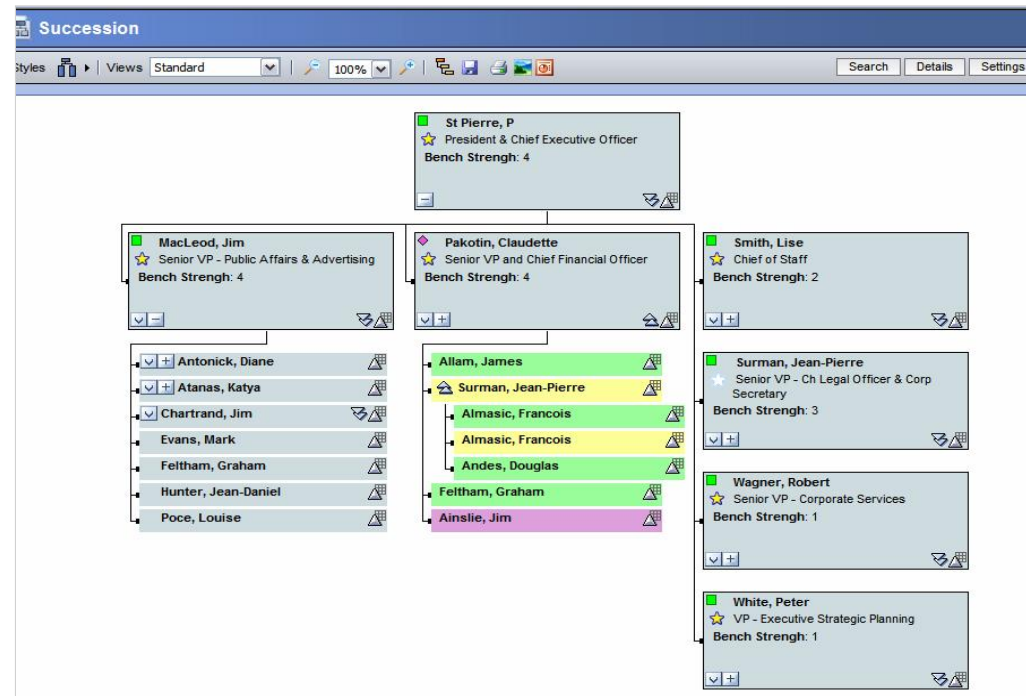 Succession
Styles
Views
Standard
100%
Search
Details
Settings
St Pierre, P
President & Chief Executive Officer
Bench Strengh: 4
MacLeod, Jim
Senior VP - Public Affairs & Advertising
Bench Strengh: 4
Pakotin, Claudette
Senior VP and Chief Financial Officer
Bench Strengh: 4
Smith, Lise
Chief of Staff
Bench Strengh: 2
Antonick, Diane
Atanas, Katya
Chartrand, Jim
Evans, Mark
Feltham, Graham
Hunter, Jean-Daniel
Poce, Louise
Allam, James
Surman, Jean-Pierre
Almasic, Francois
Almasic, Francois
Andes, Douglas
Feltham, Graham
Ainslie, Jim
Surman, Jean-Pierre
Senior VP - Ch Legal Officer & Corp
Secretary
Bench Strengh: 3
Wagner, Robert
Senior VP - Corporate Services
Bench Strengh: 1
White, Peter
VP - Executive Strategic Planning
Bench Strengh: 1